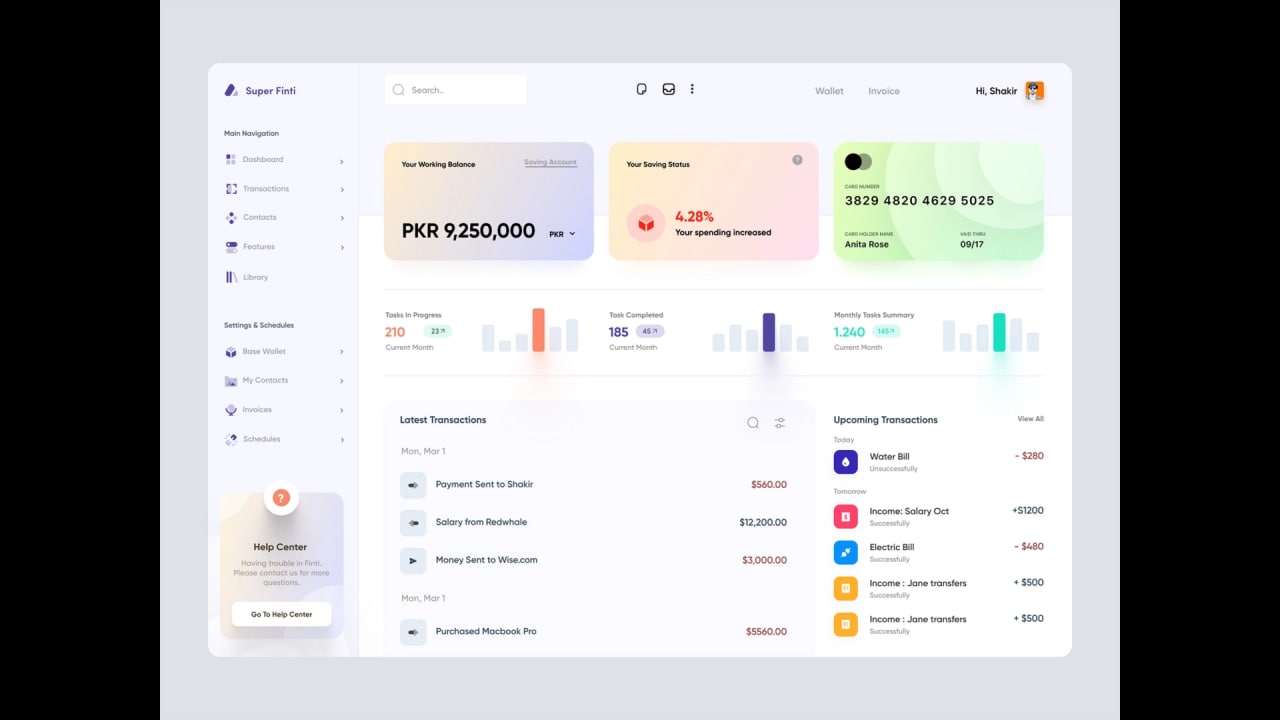 Super Finti
Search..
Wallet
Invoice
Hi, Shakir
Main Navigation
Dashboard
Transactions
Contacts
Features
Library
Settings & Schedules
Base Wallet
My Contacts
Invoices
Schedules
?
Help Center
Having trouble in Finti.
Please contact us for more
questions.
Go To Help Center
Your Working Balance
Saving Account
PKR 9,250,000
PKR
Your Saving Status
?
4.28%
Your spending increased
CARD NUMBER
3829 4820 4629 5025
CARD HOLDER NAME
VAID THRU
Anita Rose
09/17
Tasks In Progress
210
23
Current Month
Task Completed
185
45
Current Month
Monthly Tasks Summary
1.240
145
Current Month
Latest Transactions
Mon, Mar 1
Payment Sent to Shakir
$560.00
Salary from Redwhale
$12,200.00
Money Sent to Wise.com
$3,000.00
Mon, Mar 1
Purchased Macbook Pro
$5560.00
Upcoming Transactions
View All
Today
Water Bill
- $280
Unsuccessfully
Tomorrow
Income: Salary Oct
+S1200
Successfully
Electric Bill
- $480
Successfully
Income : Jane transfers
+ $500
Successfully
Income : Jane transfers
+ $500
Successfully